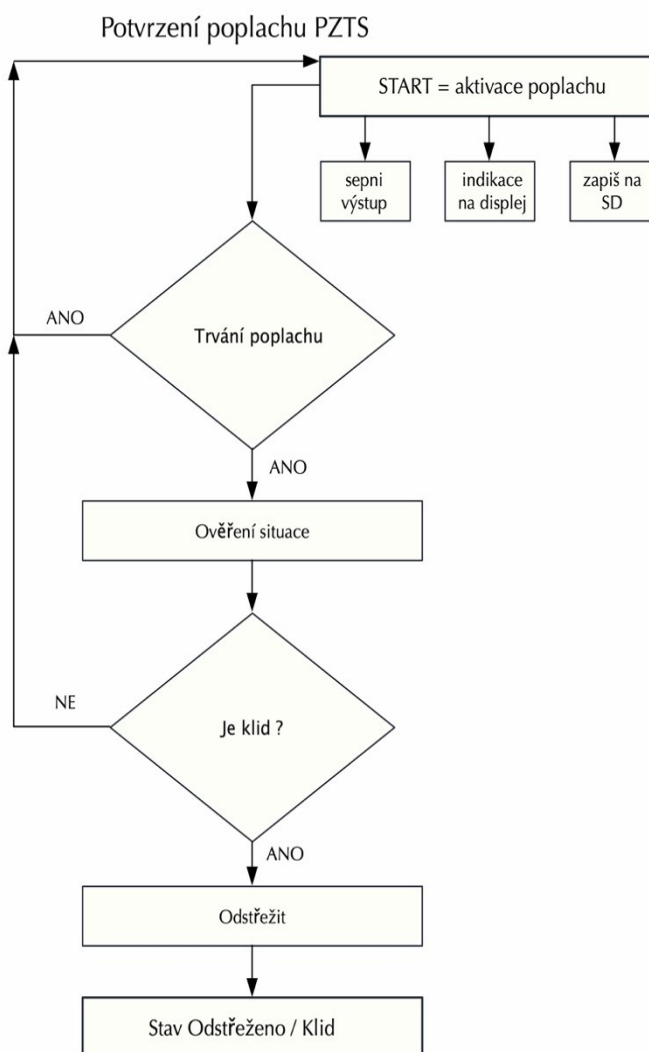 Potvrzení poplachu PZTS
START = aktivace poplachu
sepni
výstup
indikace
na displej
zapiš na
SD
ANO
Trvání poplachu
ANO
Ověření situace
NE
Je klid ?
ANO
Odstřežit
Stav Odstřeženo / Klid